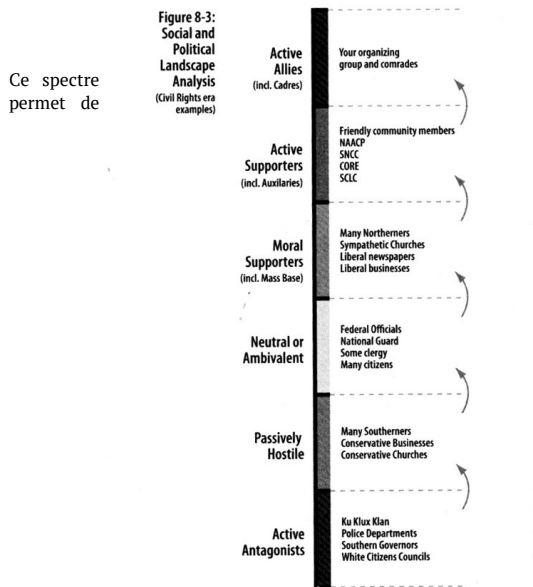 Figure 8-3:
Social and
Political
Landscape
Analysis
(Civil Rights era
examples)
Ce spectre
permet de
Active
Allies
(incl. Cadres)
Your organizing
group and comrades
Active
Supporters
(incl. Auxilaries)
Friendly community members
NAACP
SNCC
CORE
SCLC
Moral
Supporters
(incl. Mass Base)
Many Northerners
Sympathetic Churches
Liberal newspapers
Liberal businesses
Neutral or
Ambivalent
Federal Officials
National Guard
Some clergy
Many citizens
Passively
Hostile
Many Southerners
Conservative Businesses
Conservative Churches
Active
Antagonists
Ku Klux Klan
Police Departments
Southern Governors
White Citizens Councils